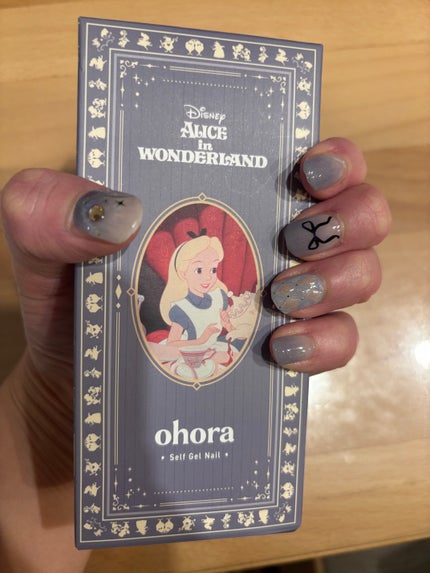 Disney
ALICE
in
WONDERLAND
ohora
• Self Gel Nail •